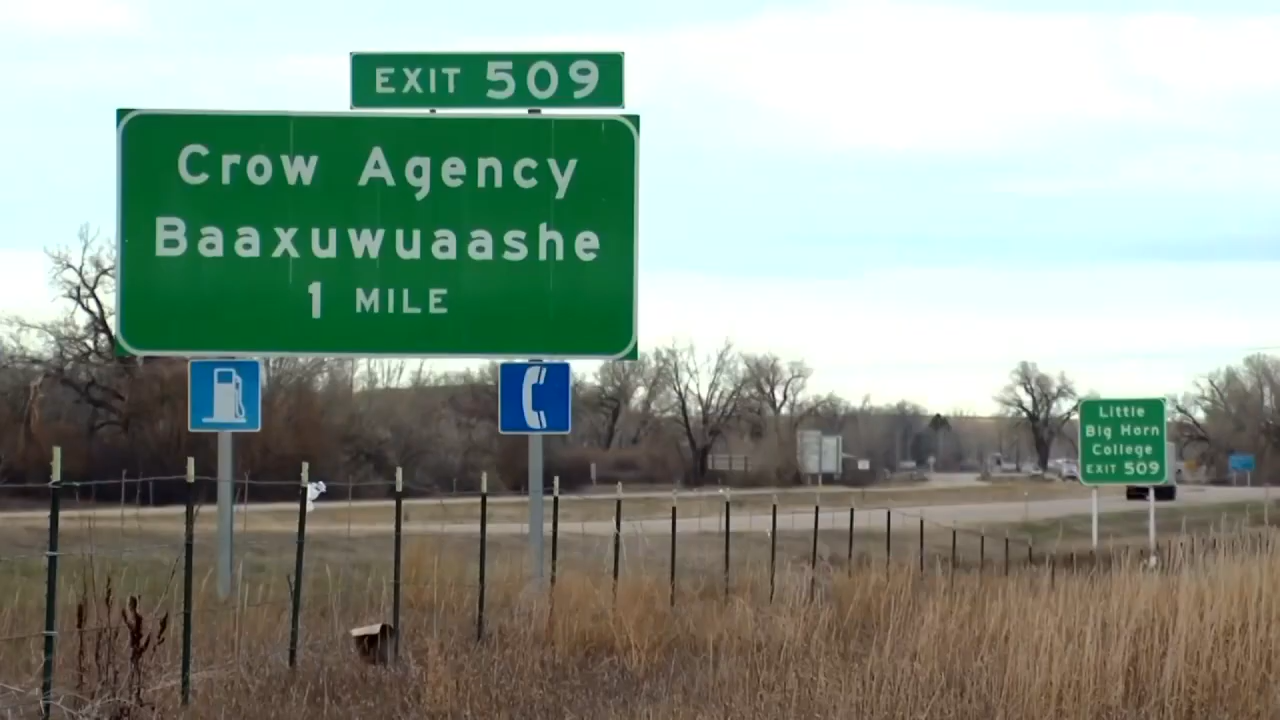 EXIT 509
Crow Agency
Baaxuwuaashe
1 MILE
Little
Big Horn
College
EXIT 509